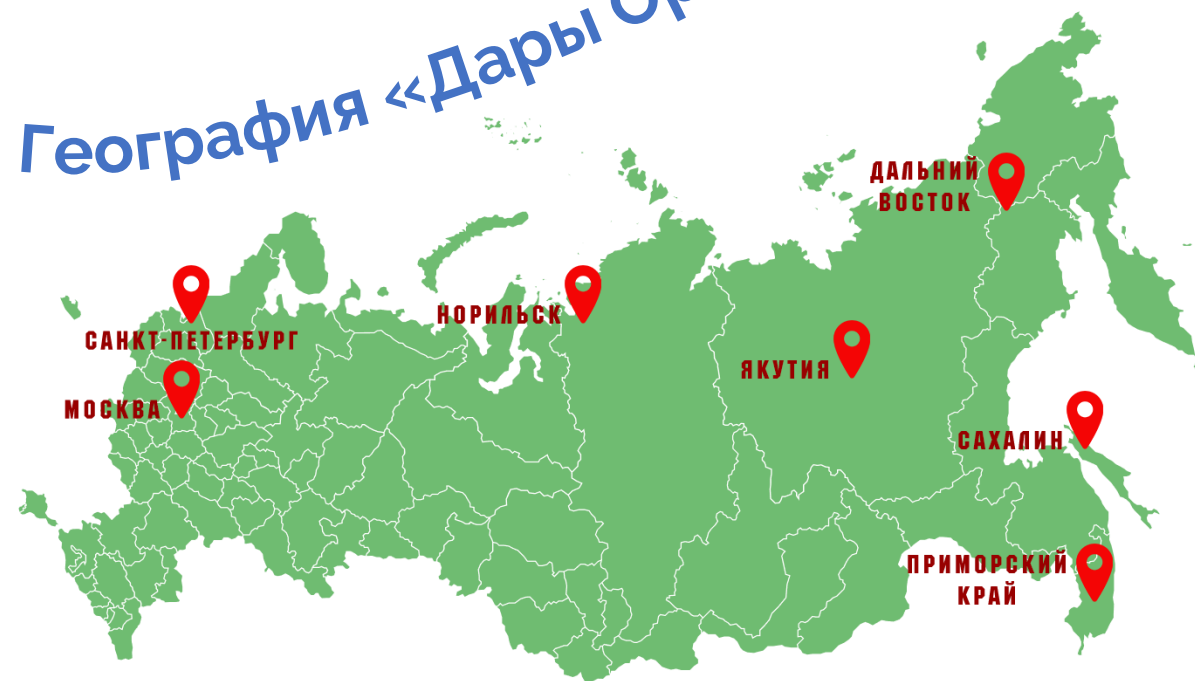 География «Дары
ДАЛЬНИЙ
ВОСТОК
НОРИЛЬСК
САНКТ-ПЕТЕРБУРГ
ЯКУТИЯ
МОСКВА
САХАЛИН
ПРИМОРСКИЙ
КРАЙ